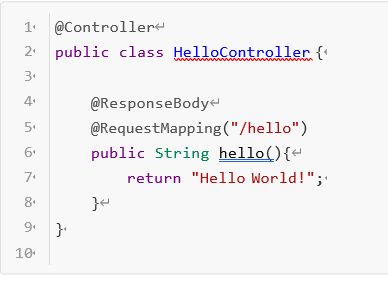 1 @Controller
2 public class HelloController {
3
4 @ResponseBody
5 @RequestMapping("/hello")
6 public String hello(){
7 return "Hello World!";
8 }
9 }
10